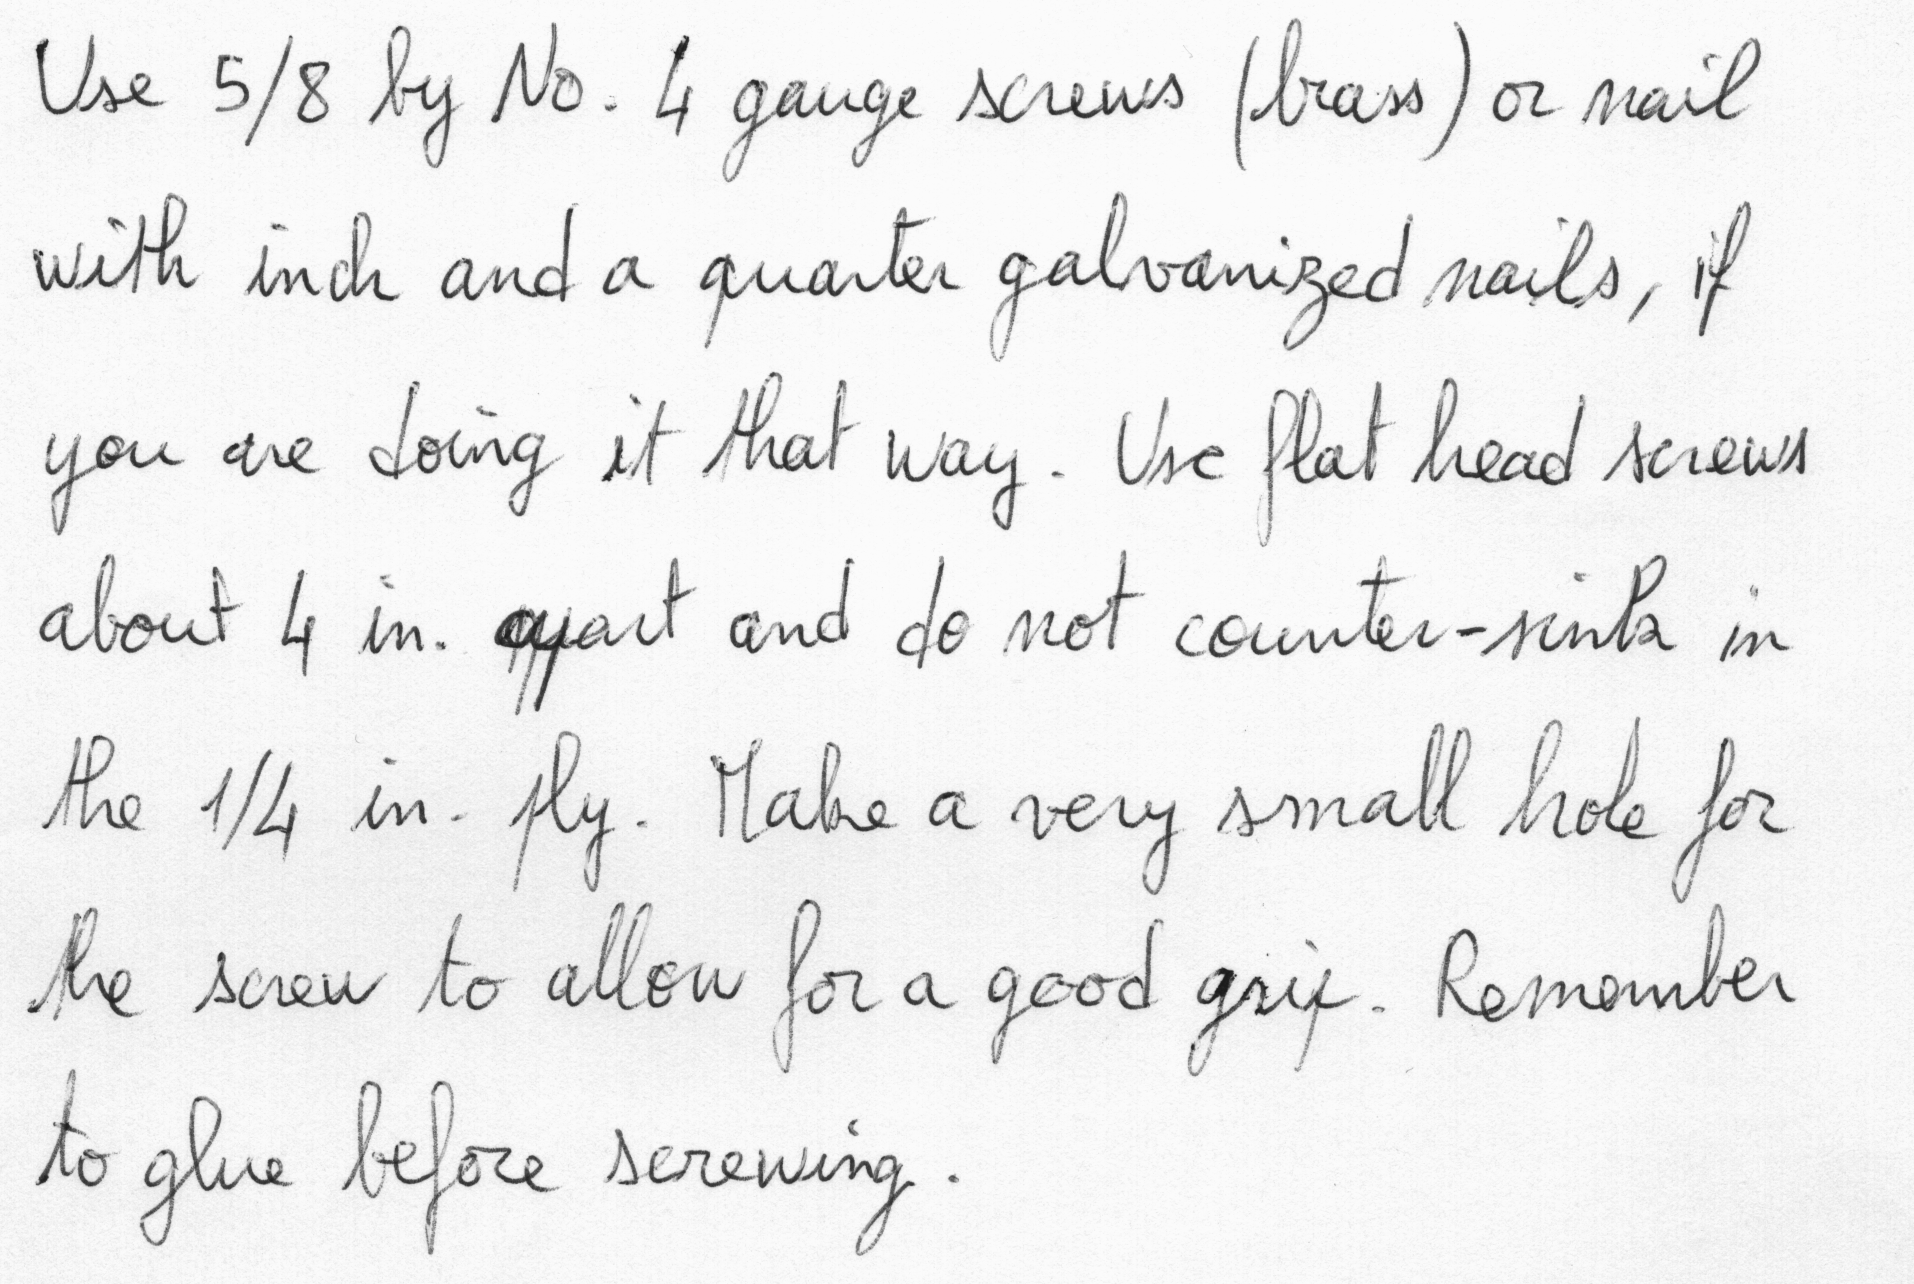 Use 5/8 by No. 4 gauge screws (brass) or nail
with inch and a quarter galvanized nails, if
you are doing it that way. Use flat head screws
about 4 in. apart and do not counter-sink in
the 1/4 in. ply. Make a very small hole for
the screw to allow for a good grip. Remember
to glue before screwing.